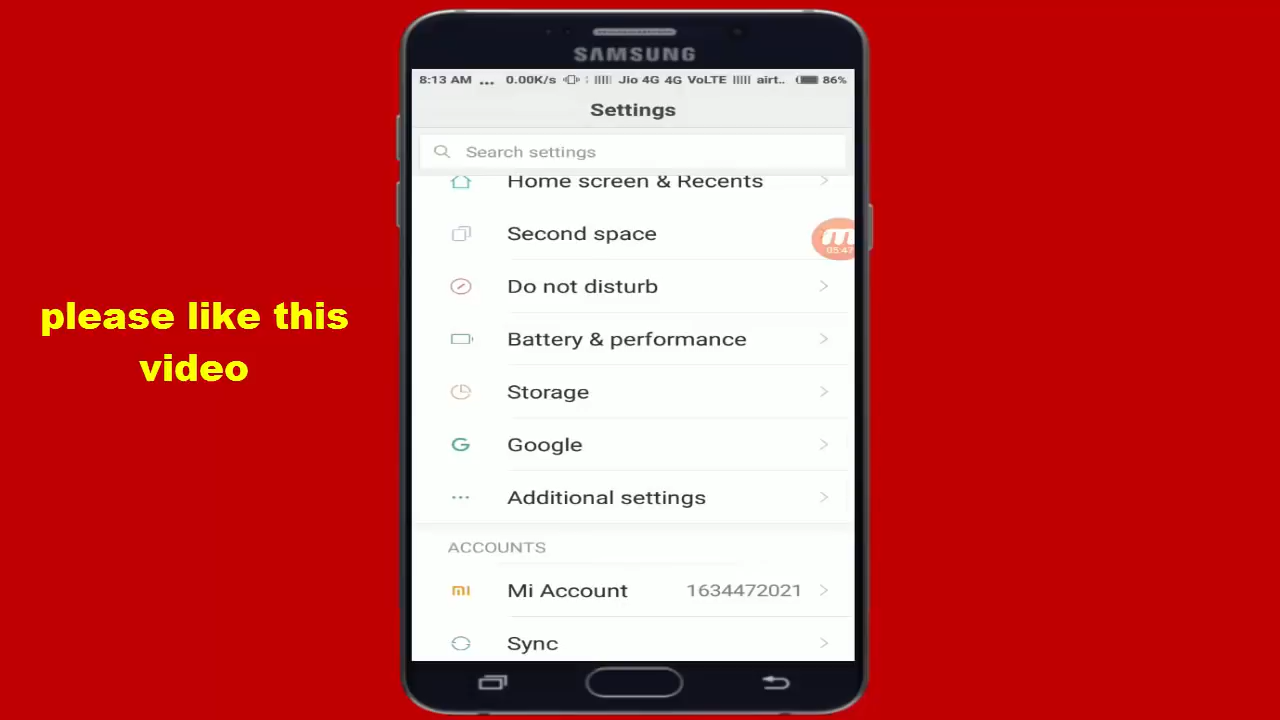 SAMSUNG
8:13 AM ... 0.00K/s Jio 4G 4G VoLTE airt.. 86%
Settings
Search settings
Home screen & Recents
Second space
05:47
Do not disturb
Battery & performance
Storage
Google
Additional settings
ACCOUNTS
Mi Account 1634472021
Sync
please like this
video